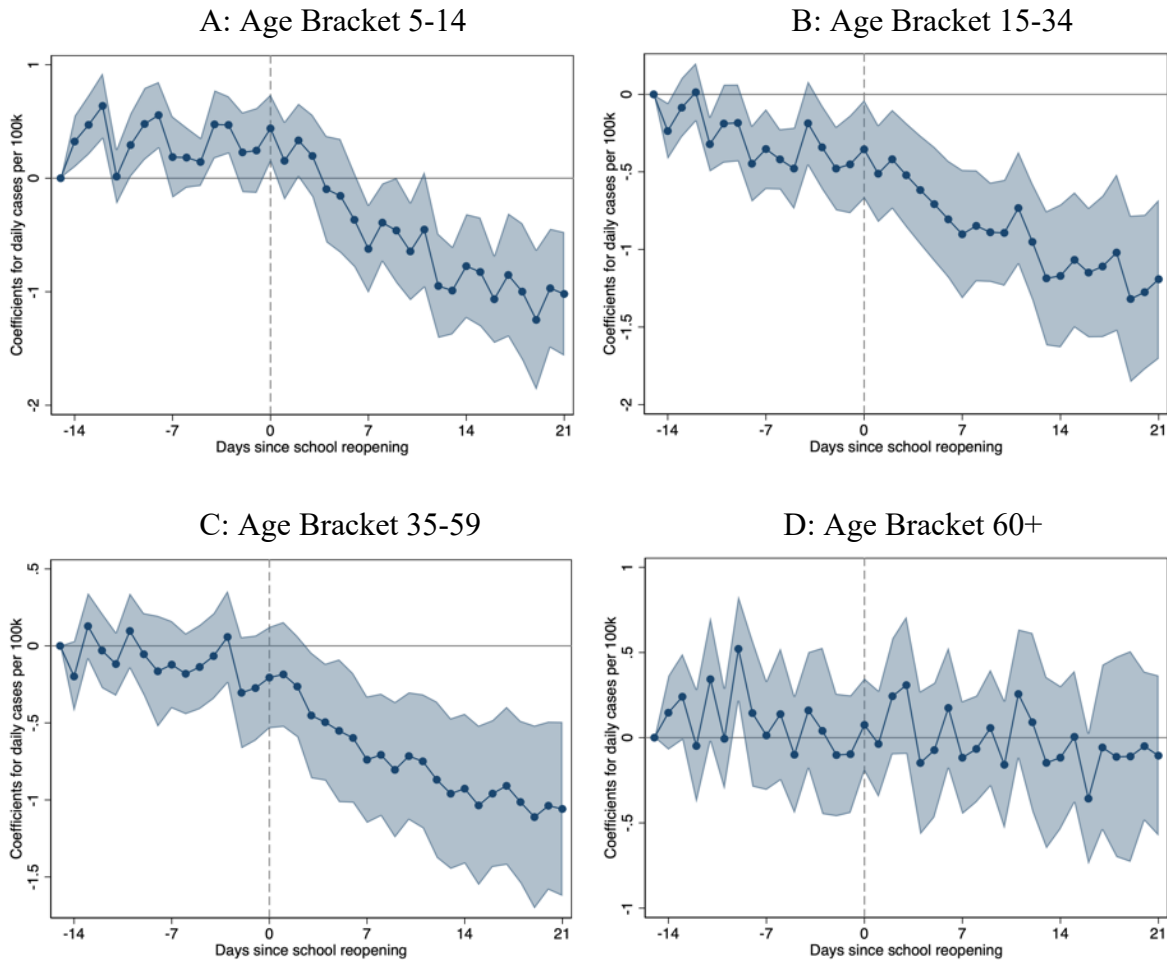 A: Age Bracket 5-14
Coefficients for daily cases per 100k
1
0
-1
-2
-14 -7 0 7 14 21
Days since school reopening
B: Age Bracket 15-34
Coefficients for daily cases per 100k
0
-.5
-1
-1.5
-2
-14 -7 0 7 14 21
Days since school reopening
C: Age Bracket 35-59
Coefficients for daily cases per 100k
.5
0
-.5
-1
-1.5
-14 -7 0 7 14 21
Days since school reopening
D: Age Bracket 60+
Coefficients for daily cases per 100k
1
.5
0
-.5
-1
-14 -7 0 7 14 21
Days since school reopening